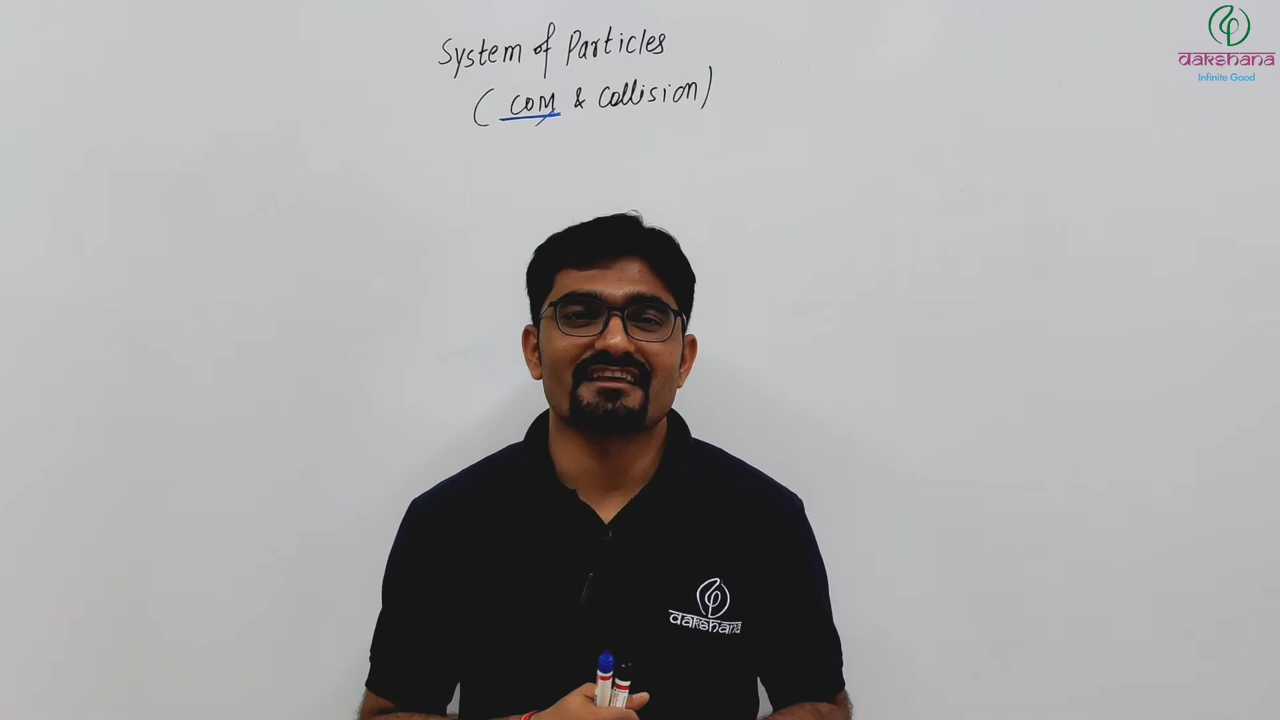 System of Particles
(COM & Collision)
dakshana
Infinite Good
dakshana